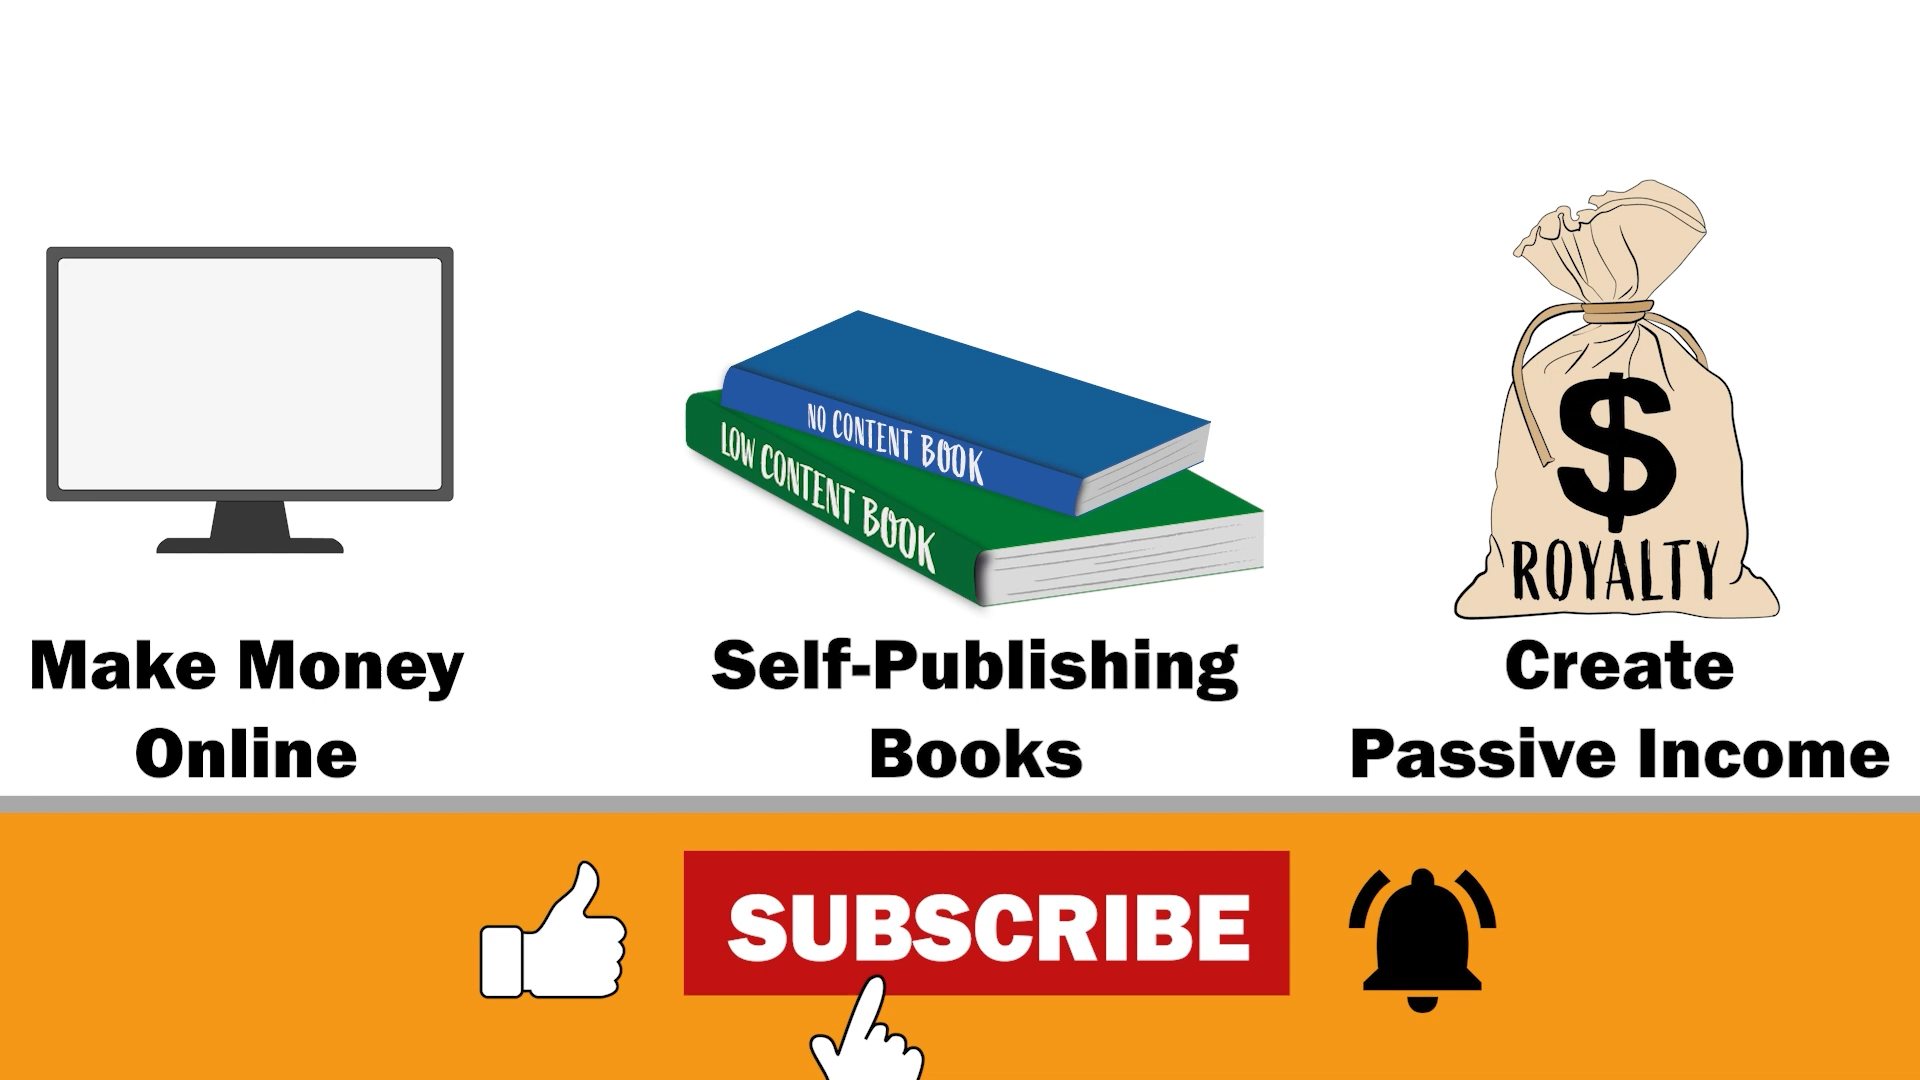 NO CONTENT BOOK
LOW CONTENT BOOK
$
ROYALTY
Make Money
Online
Self-Publishing
Books
Create
Passive Income
SUBSCRIBE